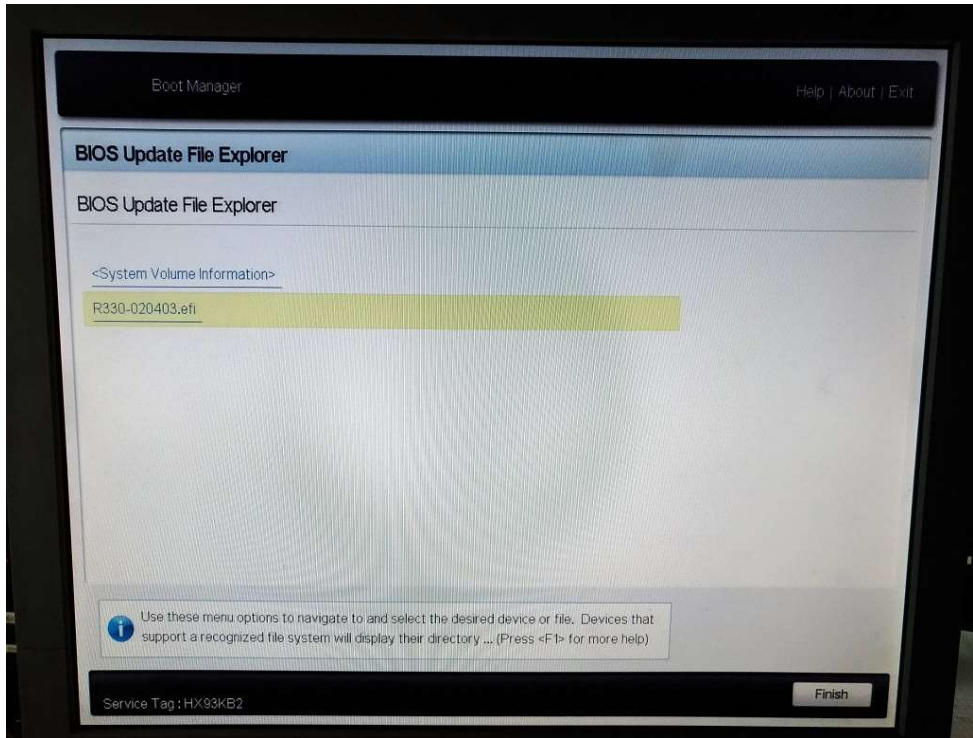 Boot Manager
Help | About | Exit
BIOS Update File Explorer
BIOS Update File Explorer
<System Volume Information>
R330-020403.efi
Use these menu options to navigate to and select the desired device or file. Devices that
support a recognized file system will display their directory ... (Press <F1> for more help)
Service Tag : HX93KB2
Finish